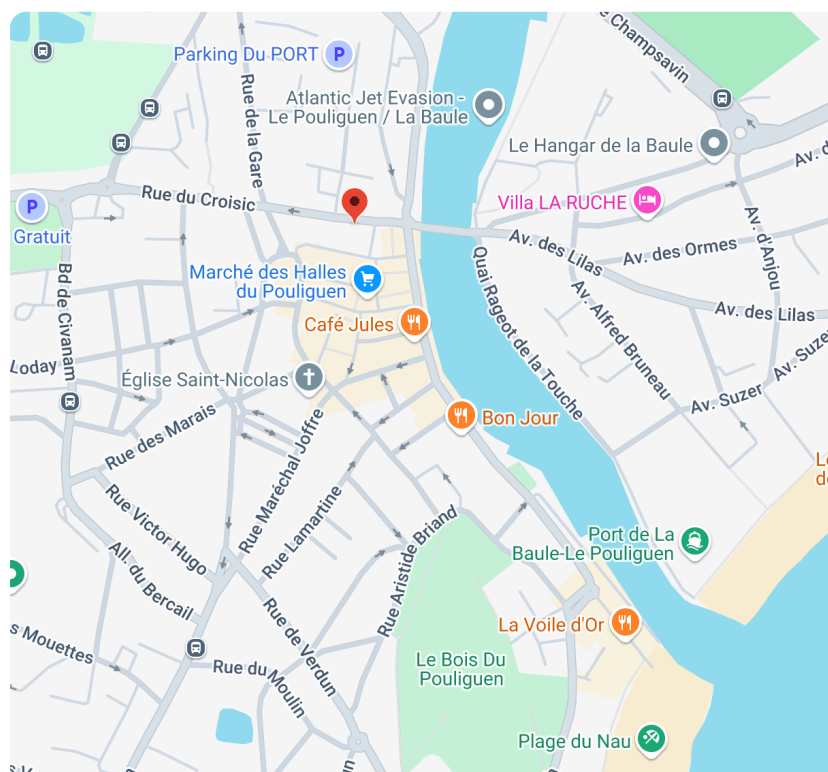 Champsavin
Parking Du PORT
P
Rue de la Gare
Atlantic Jet Evasion -
Le Pouliguen / La Baule
Le Hangar de la Baule
Av. d
Rue du Croisic
Villa LA RUCHE
P
Gratuit
Av. des Lilas
Av. des Ormes
Av. d'Anjou
Marché des Halles
du Pouliguen
Quai Rageot de la Touche
Bd de Civanam
Café Jules
Av. Alfred Bruneau
Av. des Lilas
Loday
Église Saint-Nicolas
Av. Suze
Av. Suzer
Bon Jour
Rue des Marais
Rue Maréchal Joffre
L
d
Rue Victor Hugo
Rue Lamartine
Rue Aristide Briand
Port de La
Baule-Le Pouliguen
All. du Bercail
La Voile d'Or
Rue de Verdun
s Mouettes
Rue du Moulin
Le Bois Du
Pouliguen
Plage du Nau